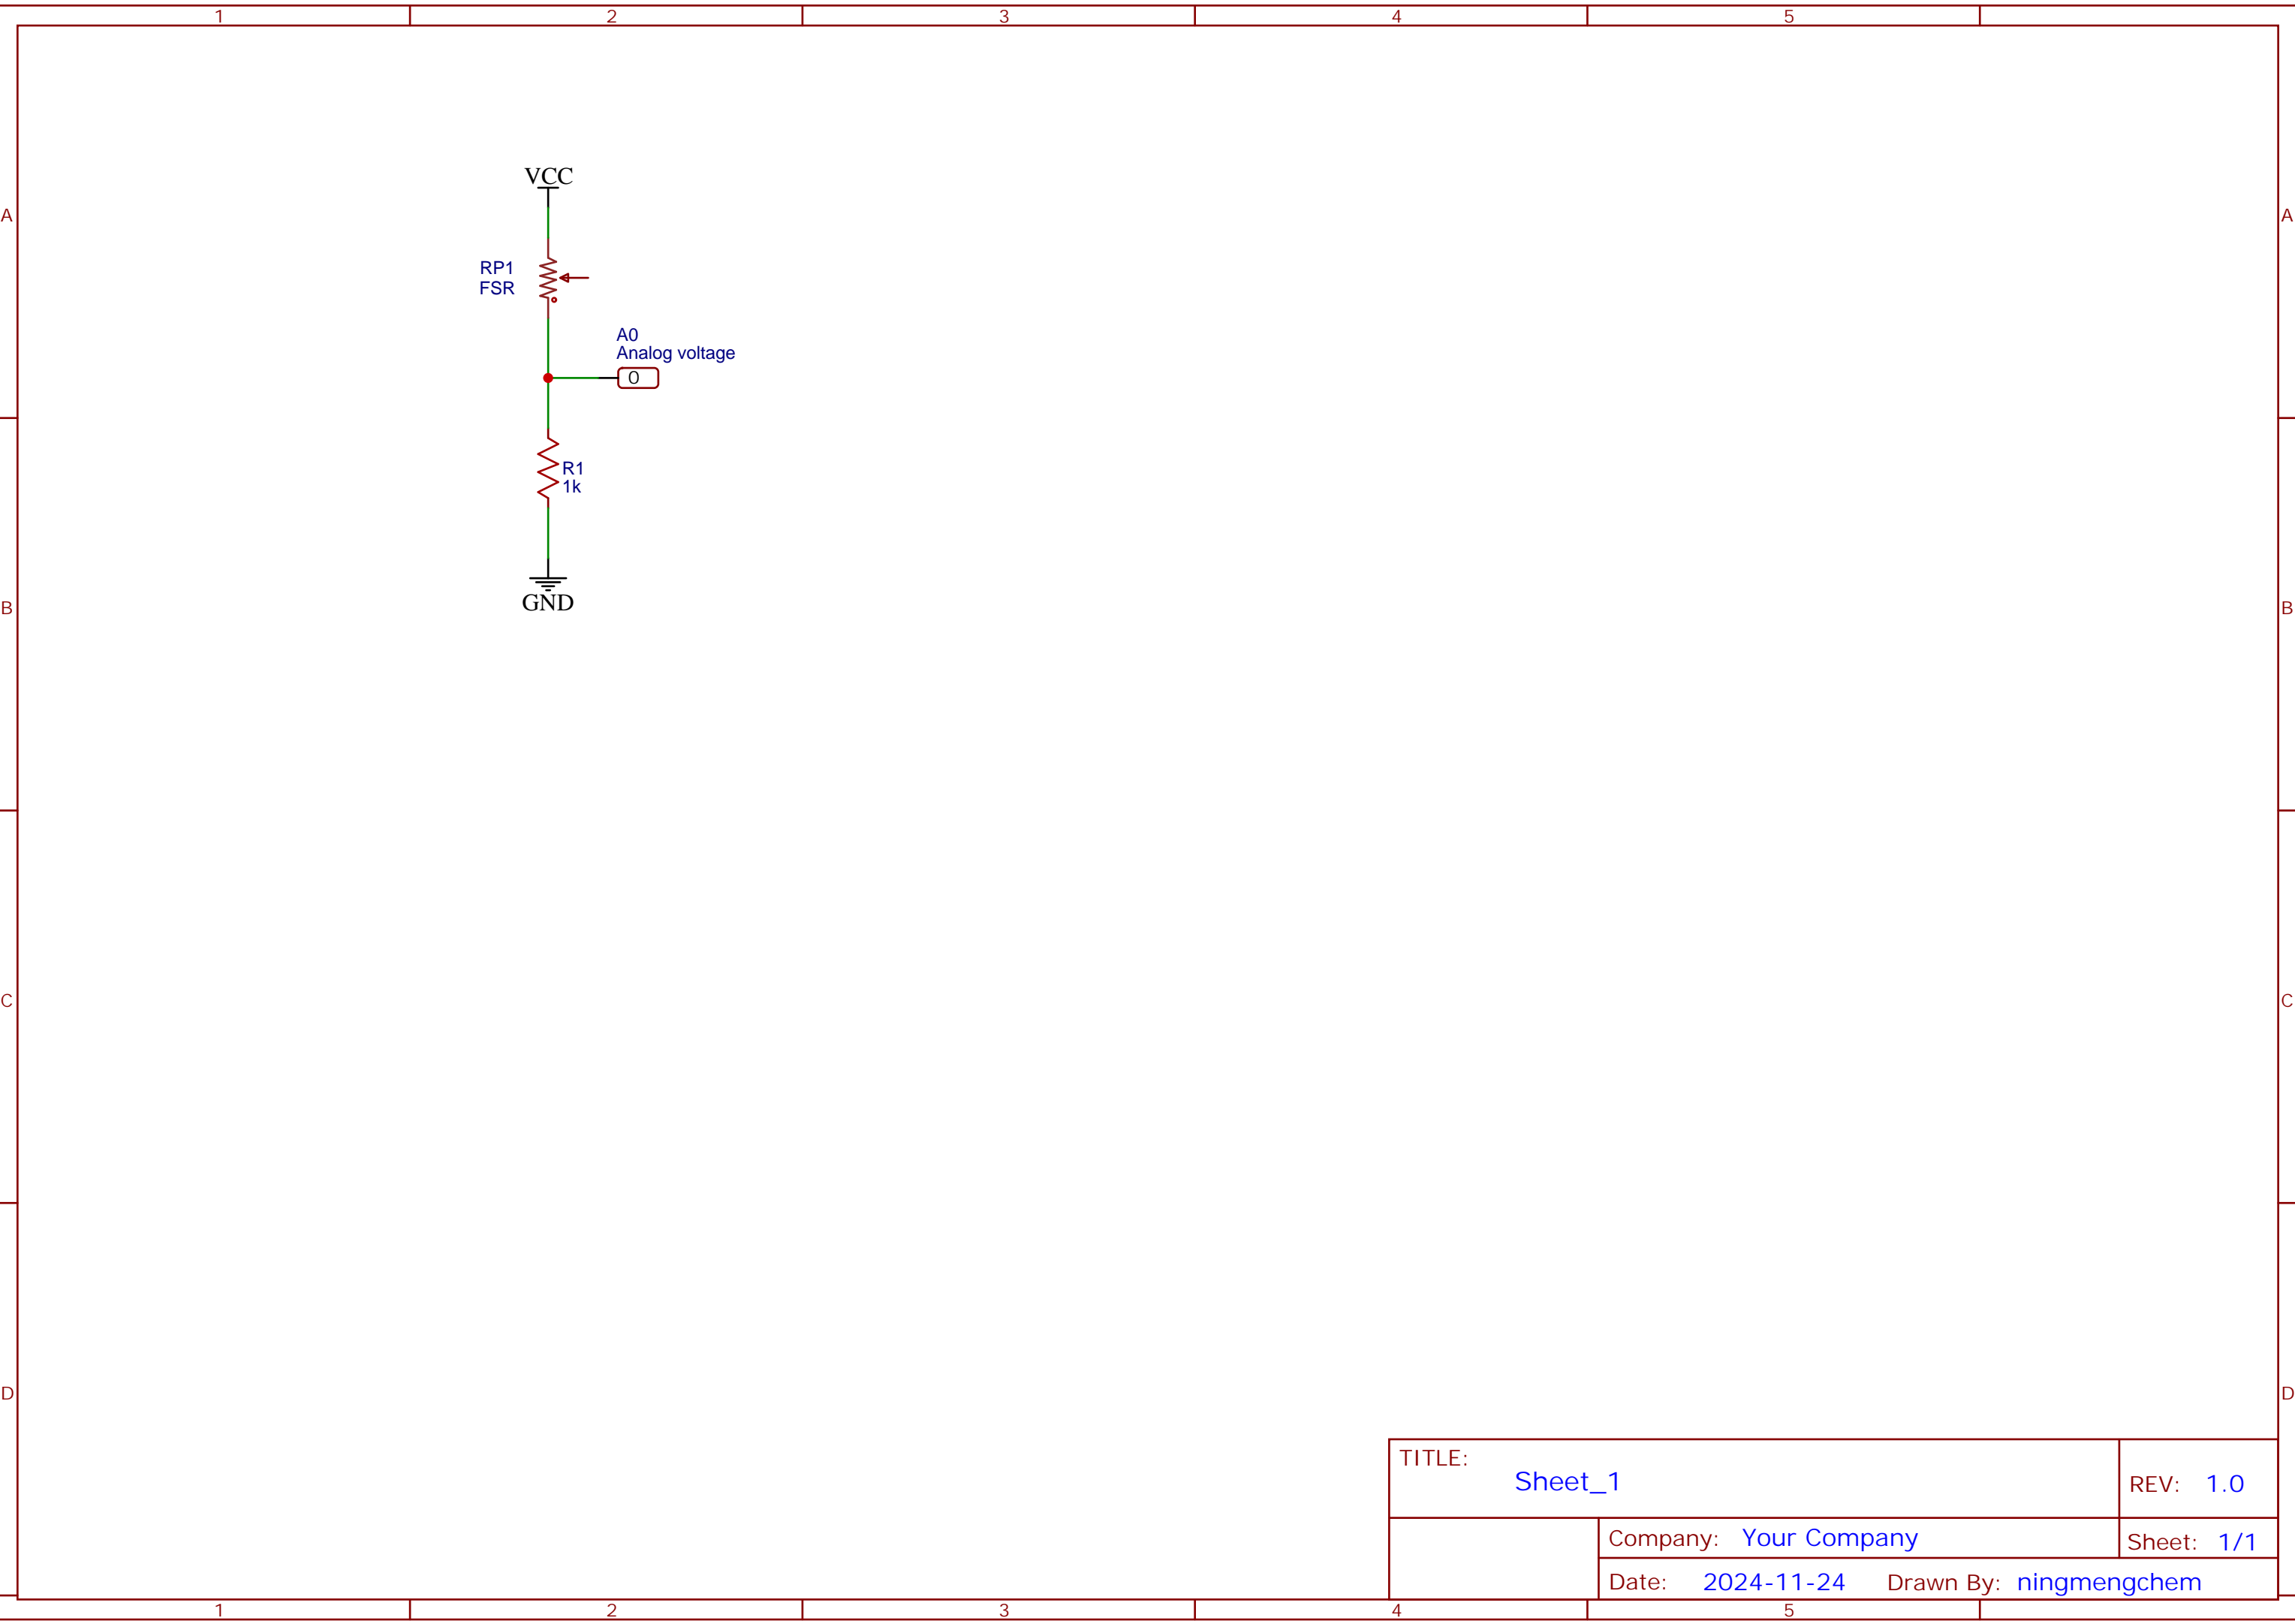 1 2 3 4 5
A A
VCC
RP1
FSR
A0
Analog voltage
0
R1
1k
B B
GND
C C
D D
TITLE:
Sheet_1
REV: 1.0
Company: Your Company
Sheet: 1/1
Date: 2024-11-24 Drawn By: ningmengchem
1 2 3 4 5